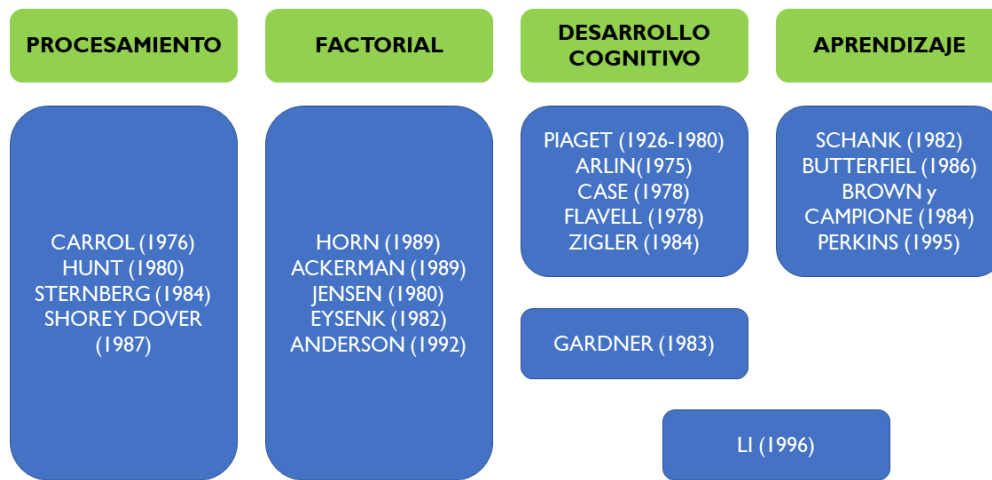 PROCESAMIENTO
FACTORIAL
DESARROLLO
COGNITIVO
APRENDIZAJE
CARROL (1976)
HUNT (1980)
STERNBERG (1984)
SHOREY DOVER
(1987)
HORN (1989)
ACKERMAN (1989)
JENSEN (1980)
EYSENK (1982)
ANDERSON (1992)
PIAGET (1926-1980)
ARLIN(1975)
CASE (1978)
FLAVELL (1978)
ZIGLER (1984)
SCHANK (1982)
BUTTERFIEL (1986)
BROWN y
CAMPIONE (1984)
PERKINS (1995)
GARDNER (1983)
LI (1996)